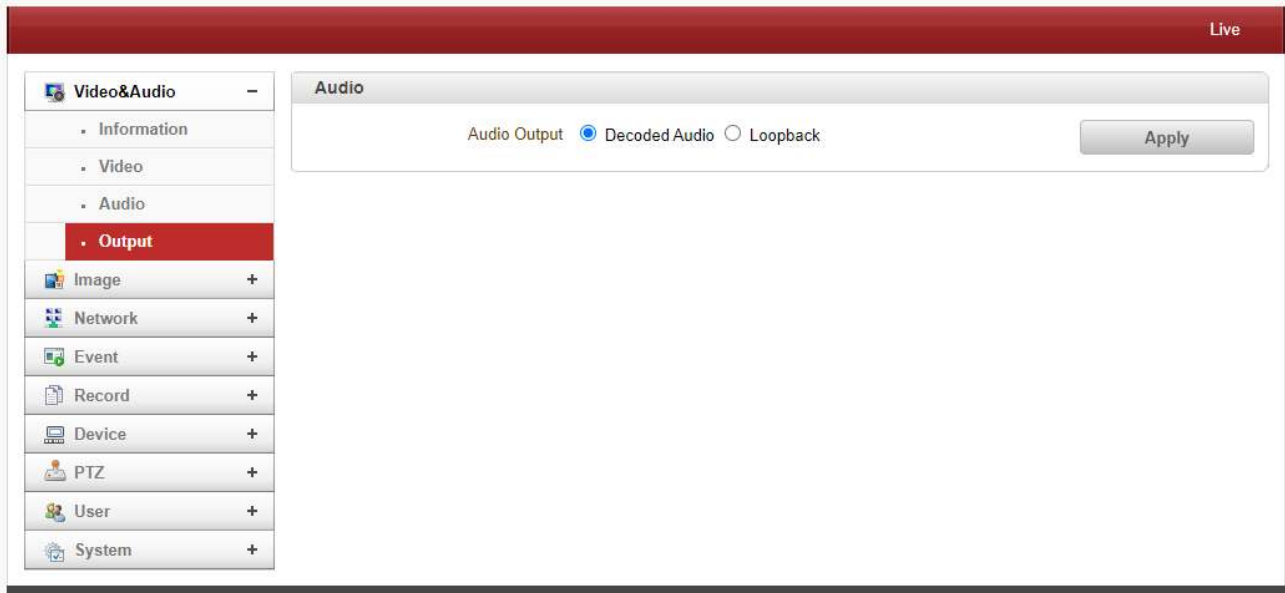 Live
Video&Audio −
Information
Video
Audio
Output
Image +
Network +
Event +
Record +
Device +
PTZ +
User +
System +
Audio
Audio Output Decoded Audio Loopback Apply